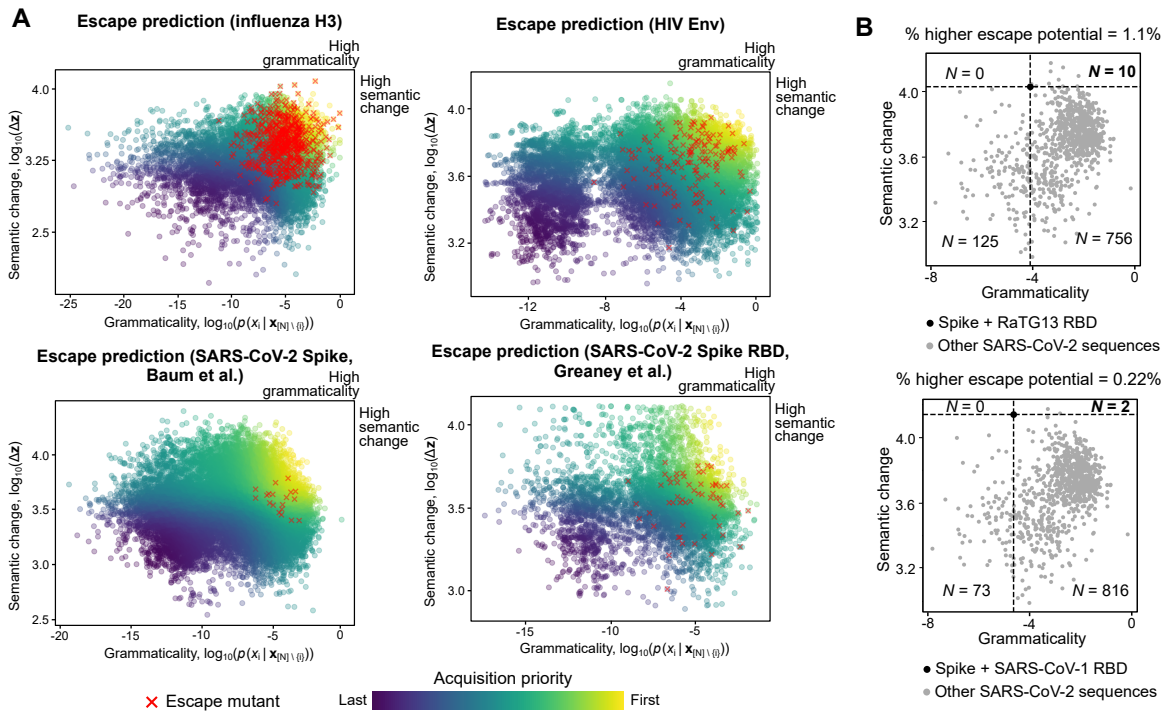 A
Escape prediction (influenza H3)
High
grammaticality
High
semantic
change
Semantic change, log10(Δz)
4.0
3.25
2.5
-25
-20
-15
-10
-5
0
Grammaticality, log10(p(xi | x[N] \ {i}))
Escape prediction (HIV Env)
High
grammaticality
High
semantic
change
Semantic change, log10(Δz)
4.0
3.6
3.2
-12
-8
-4
0
Grammaticality, log10(p(xi | x[N] \ {i}))
Escape prediction (SARS-CoV-2 Spike,
Baum et al.)
High
grammaticality
High
semantic
change
Semantic change, log10(Δz)
4.0
3.5
3.0
2.5
-20
-15
-10
-5
0
Grammaticality, log10(p(xi | x[N] \ {i}))
Escape prediction (SARS-CoV-2 Spike RBD,
Greaney et al.)
High
grammaticality
High
semantic
change
Semantic change, log10(Δz)
4.0
3.5
3.0
-15
-10
-5
Grammaticality, log10(p(xi | x[N] \ {i}))
× Escape mutant
Acquisition priority
Last
First
B
% higher escape potential = 1.1%
N = 0
N = 10
N = 125
N = 756
Semantic change
4.0
3.6
3.2
-8
-4
0
Grammaticality
Spike + RaTG13 RBD
Other SARS-CoV-2 sequences
% higher escape potential = 0.22%
N = 0
N = 2
N = 73
N = 816
Semantic change
4.0
3.6
3.2
-8
-4
0
Grammaticality
Spike + SARS-CoV-1 RBD
Other SARS-CoV-2 sequences